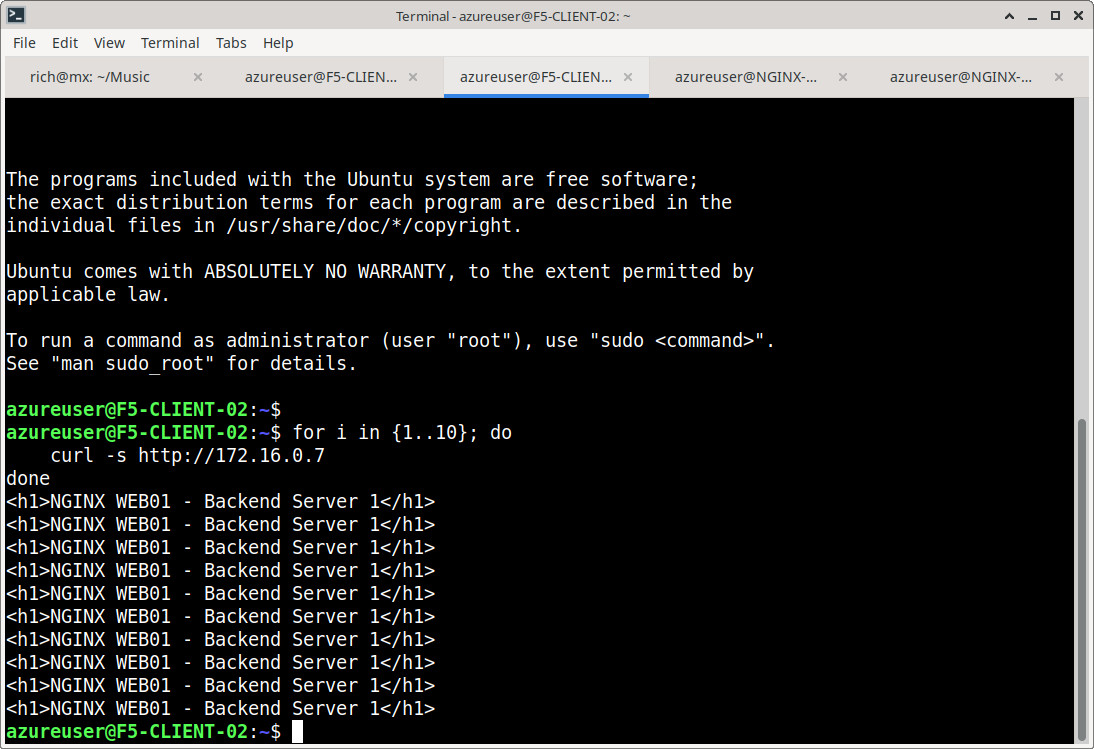 Terminal - azureuser@F5-CLIENT-02: ~
File Edit View Terminal Tabs Help
rich@mx: ~/Music azureuser@F5-CLIEN... azureuser@F5-CLIEN... azureuser@NGINX-... azureuser@NGINX-...
The programs included with the Ubuntu system are free software;
the exact distribution terms for each program are described in the
individual files in /usr/share/doc/*/copyright.
Ubuntu comes with ABSOLUTELY NO WARRANTY, to the extent permitted by
applicable law.
To run a command as administrator (user "root"), use "sudo <command>".
See "man sudo_root" for details.
azureuser@F5-CLIENT-02:~$
azureuser@F5-CLIENT-02:~$ for i in {1..10}; do
    curl -s http://172.16.0.7
done
<h1>NGINX WEB01 - Backend Server 1</h1>
<h1>NGINX WEB01 - Backend Server 1</h1>
<h1>NGINX WEB01 - Backend Server 1</h1>
<h1>NGINX WEB01 - Backend Server 1</h1>
<h1>NGINX WEB01 - Backend Server 1</h1>
<h1>NGINX WEB01 - Backend Server 1</h1>
<h1>NGINX WEB01 - Backend Server 1</h1>
<h1>NGINX WEB01 - Backend Server 1</h1>
<h1>NGINX WEB01 - Backend Server 1</h1>
<h1>NGINX WEB01 - Backend Server 1</h1>
azureuser@F5-CLIENT-02:~$